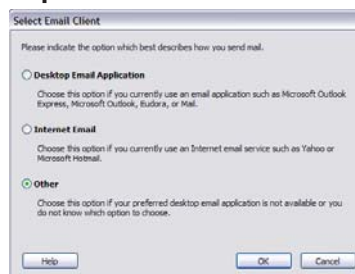 Select Email Client
Please indicate the option which best describes how you send mail.
Desktop Email Application
Choose this option if you currently use an email application such as Microsoft Outlook
Express, Microsoft Outlook, Eudora, or Mail.
Internet Email
Choose this option if you currently use an Internet email service such as Yahoo or
Microsoft Hotmail.
Other
Choose this option if your preferred desktop email application is not available or you
do not know which option to choose.
Help OK Cancel